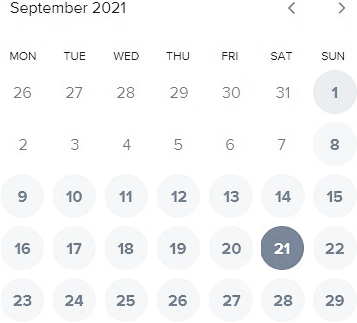 September 2021
MON TUE WED THU FRI SAT SUN
26 27 28 29 30 31 1
2 3 4 5 6 7 8
9 10 11 12 13 14 15
16 17 18 19 20 21 22
23 24 25 26 27 28 29